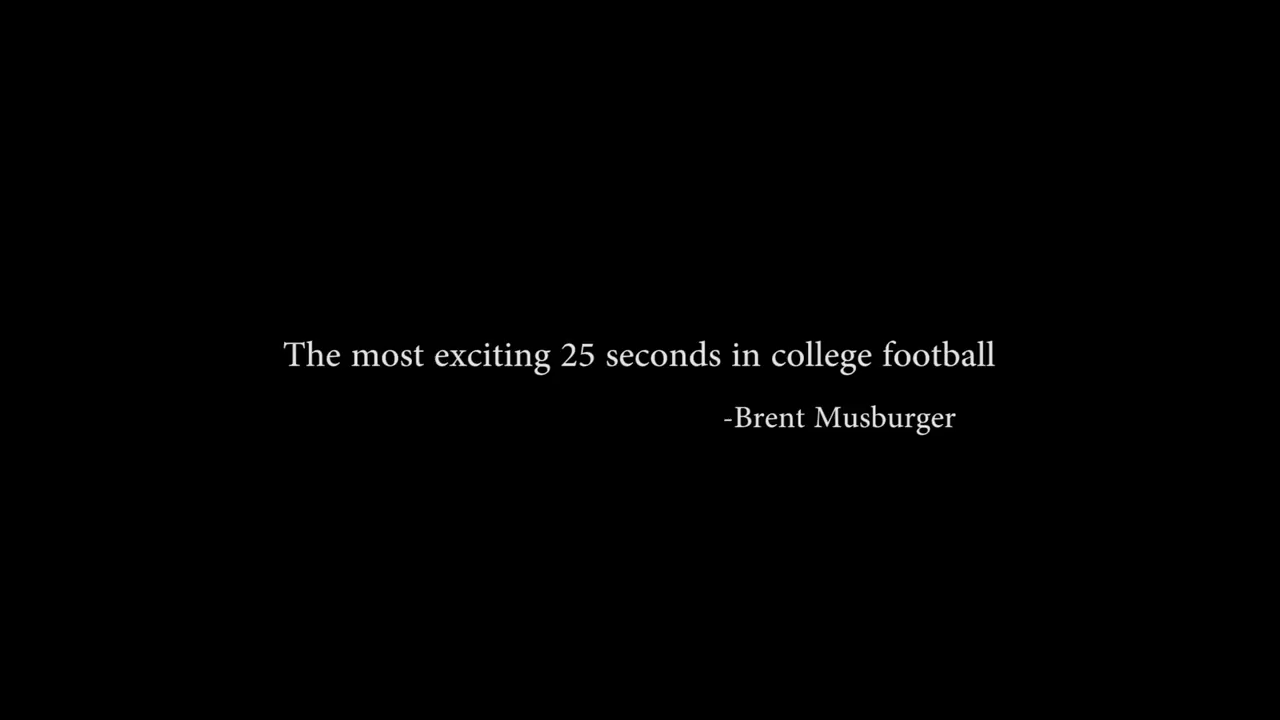 The most exciting 25 seconds in college football
-Brent Musburger